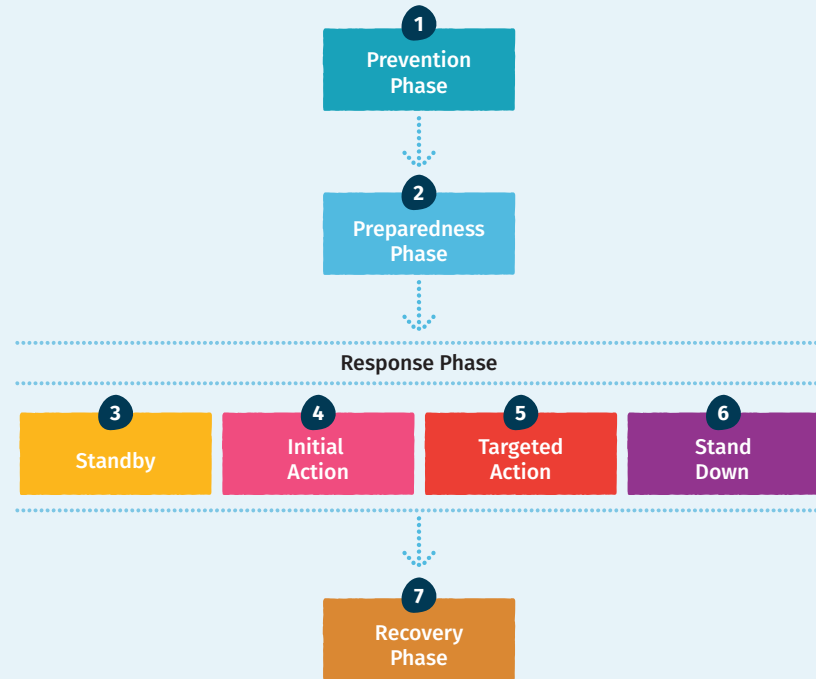 1
Prevention
Phase
2
Preparedness
Phase
Response Phase
3
Standby
4
Initial
Action
5
Targeted
Action
6
Stand
Down
7
Recovery
Phase